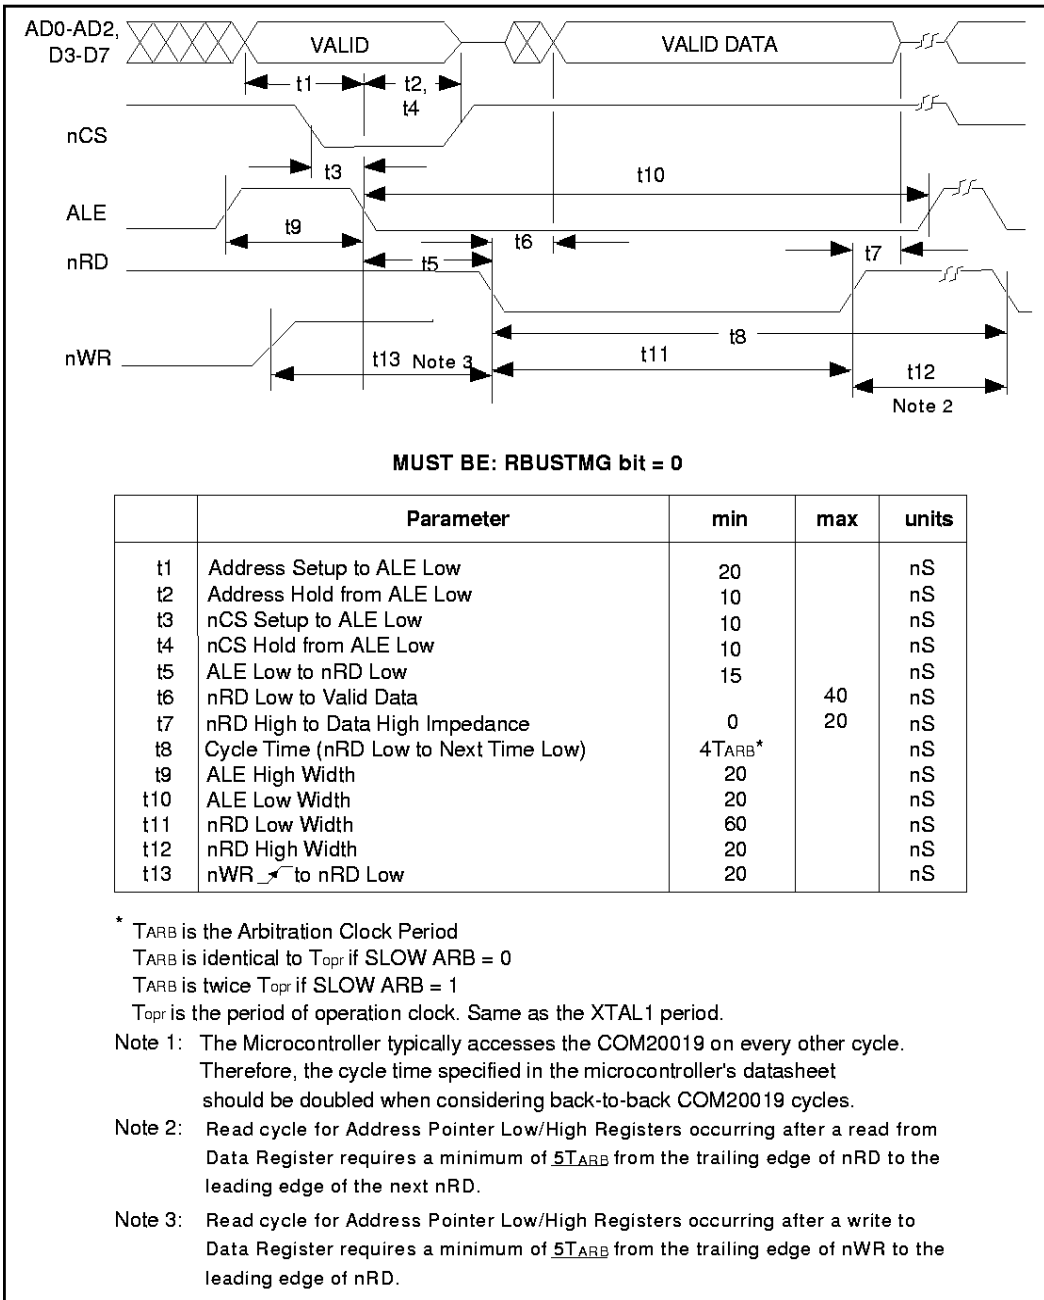 AD0-AD2,
D3-D7
VALID
VALID DATA
t1
t2,
t4
nCS
t3
t10
ALE
t9
t6
t7
nRD
t5
t8
nWR
t13 Note 3
t11
t12
Note 2
MUST BE: RBUSTMG bit = 0
Parameter min max units
t1 Address Setup to ALE Low 20 nS
t2 Address Hold from ALE Low 10 nS
t3 nCS Setup to ALE Low 10 nS
t4 nCS Hold from ALE Low 10 nS
t5 ALE Low to nRD Low 15 nS
t6 nRD Low to Valid Data 40 nS
t7 nRD High to Data High Impedance 0 20 nS
t8 Cycle Time (nRD Low to Next Time Low) 4TARB* nS
t9 ALE High Width 20 nS
t10 ALE Low Width 20 nS
t11 nRD Low Width 60 nS
t12 nRD High Width 20 nS
t13 nWR to nRD Low 20 nS
* TARB is the Arbitration Clock Period
TARB is identical to Topr if SLOW ARB = 0
TARB is twice Topr if SLOW ARB = 1
Topr is the period of operation clock. Same as the XTAL1 period.
Note 1: The Microcontroller typically accesses the COM20019 on every other cycle.
Therefore, the cycle time specified in the microcontroller's datasheet
should be doubled when considering back-to-back COM20019 cycles.
Note 2: Read cycle for Address Pointer Low/High Registers occurring after a read from
Data Register requires a minimum of 5TARB from the trailing edge of nRD to the
leading edge of the next nRD.
Note 3: Read cycle for Address Pointer Low/High Registers occurring after a write to
Data Register requires a minimum of 5TARB from the trailing edge of nWR to the
leading edge of nRD.